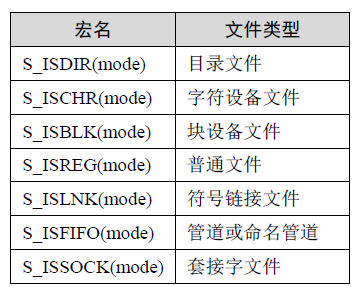 宏名 文件类型
S_ISDIR(mode) 目录文件
S_ISCHR(mode) 字符设备文件
S_ISBLK(mode) 块设备文件
S_ISREG(mode) 普通文件
S_ISLNK(mode) 符号链接文件
S_ISFIFO(mode) 管道或命名管道
S_ISSOCK(mode) 套接字文件